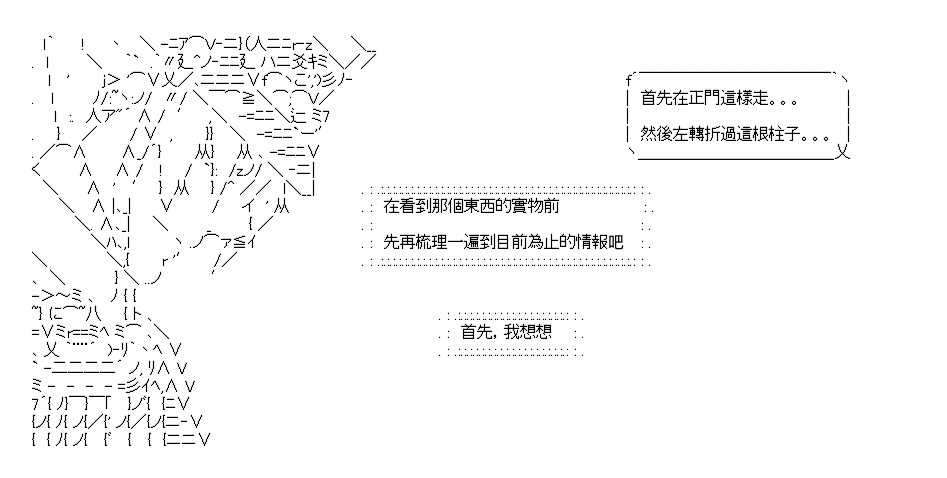 首先在正門這樣走。。。
然後左轉折過這根柱子。。。
在看到那個東西的實物前
先再梳理一遍到目前為止的情報吧
首先，我想想